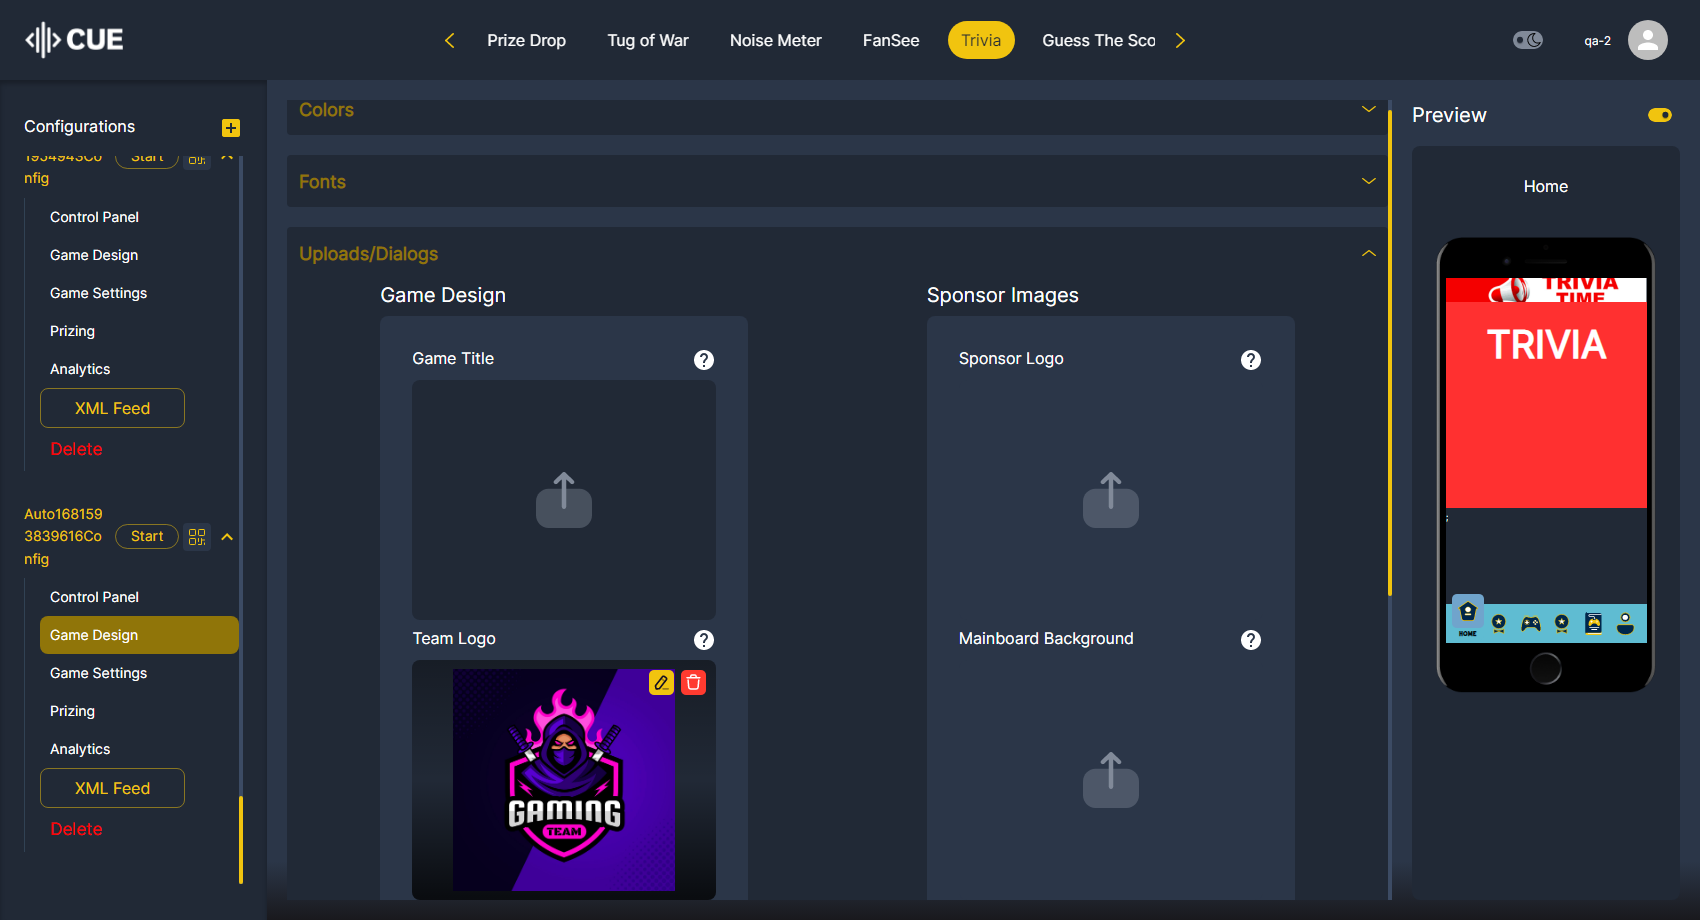 CUE
Prize Drop
Tug of War
Noise Meter
FanSee
Trivia
Guess The Sco
qa-2
Configurations
1954943Co
nfig
Start
Control Panel
Game Design
Game Settings
Prizing
Analytics
XML Feed
Delete
Auto168159
3839616Co
nfig
Start
Control Panel
Game Design
Game Settings
Prizing
Analytics
XML Feed
Delete
Colors
Fonts
Uploads/Dialogs
Game Design
Game Title
Team Logo
GAMING
TEAM
Sponsor Images
Sponsor Logo
Mainboard Background
Preview
Home
TRIVIA
TIME
TRIVIA
HOME